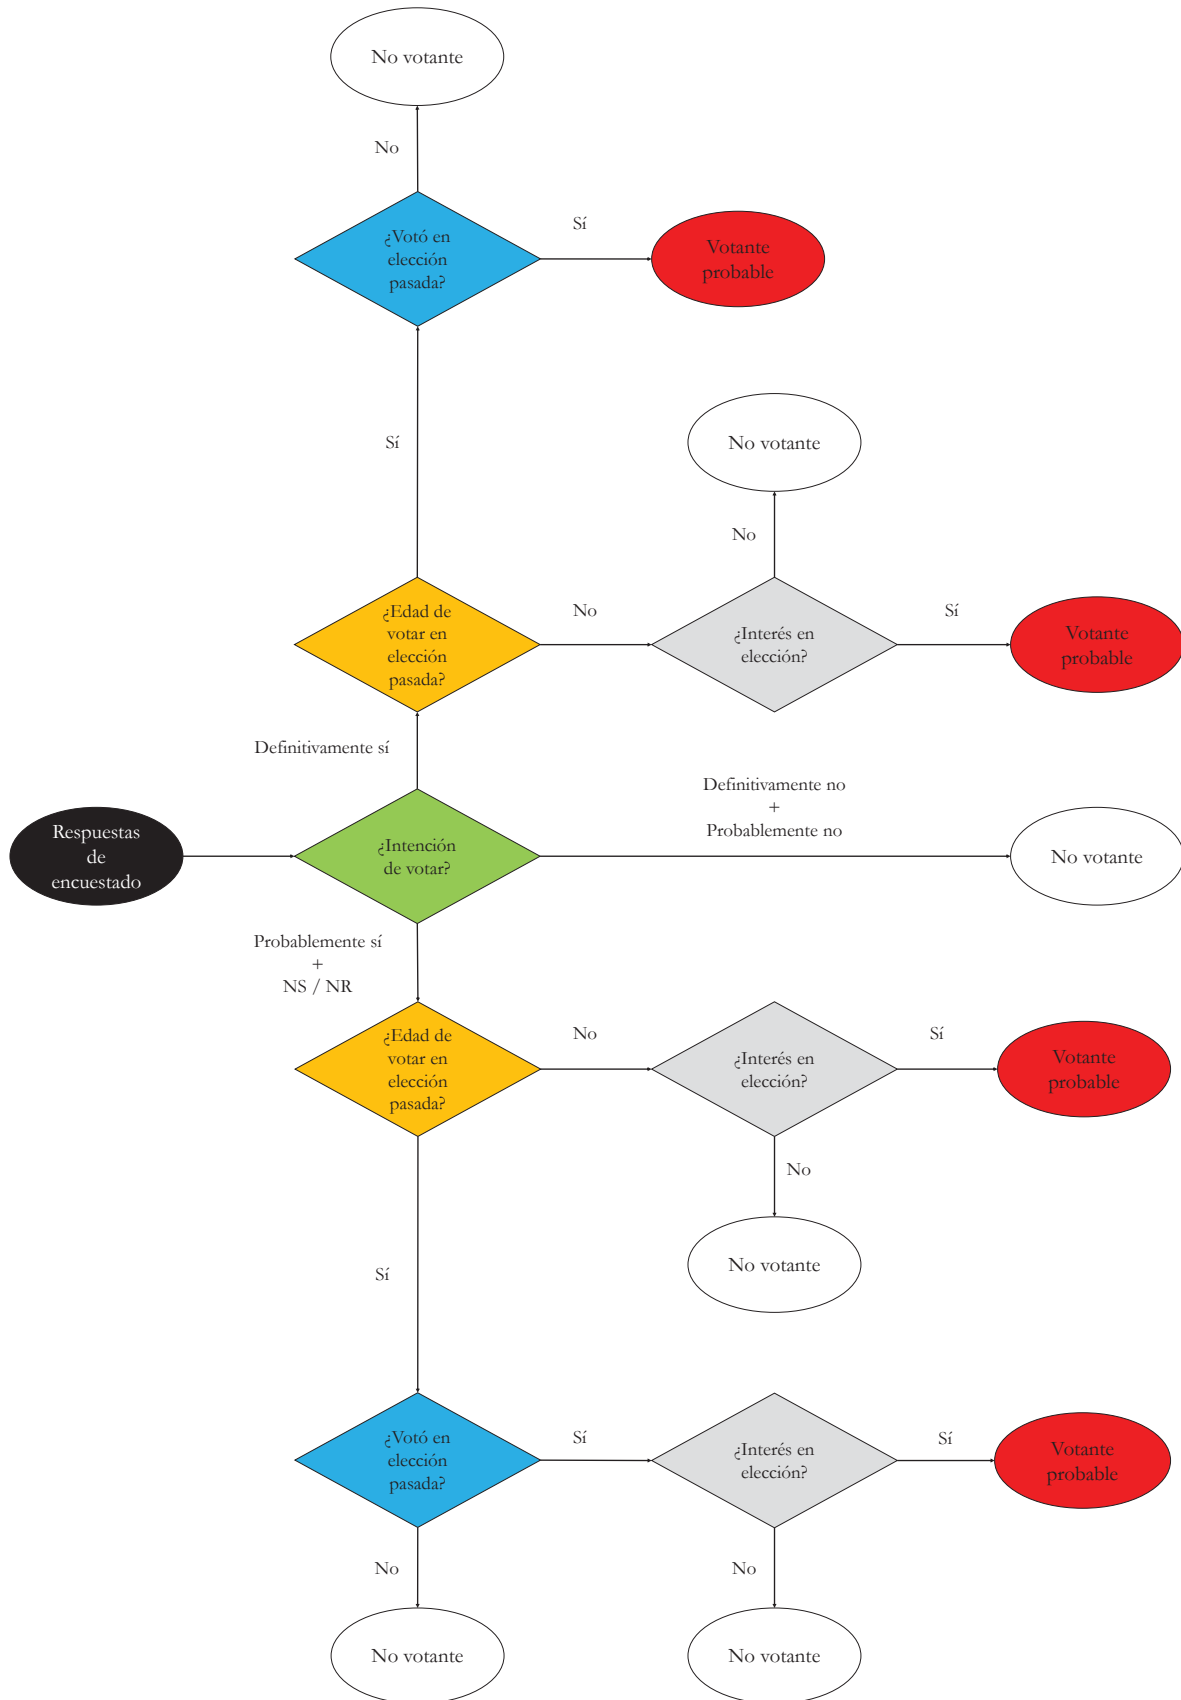 No votante
No
¿Votó en
elección
pasada?
Sí
Votante
probable
Sí
No votante
No
¿Edad de
votar en
elección
pasada?
No
¿Interés en
elección?
Sí
Votante
probable
Definitivamente sí
Definitivamente no
+
Probablemente no
Respuestas
de
encuestado
¿Intención
de votar?
No votante
Probablemente sí
+
NS / NR
¿Edad de
votar en
elección
pasada?
No
¿Interés en
elección?
Sí
Votante
probable
No
No votante
Sí
¿Votó en
elección
pasada?
Sí
¿Interés en
elección?
Sí
Votante
probable
No
No
No votante
No votante